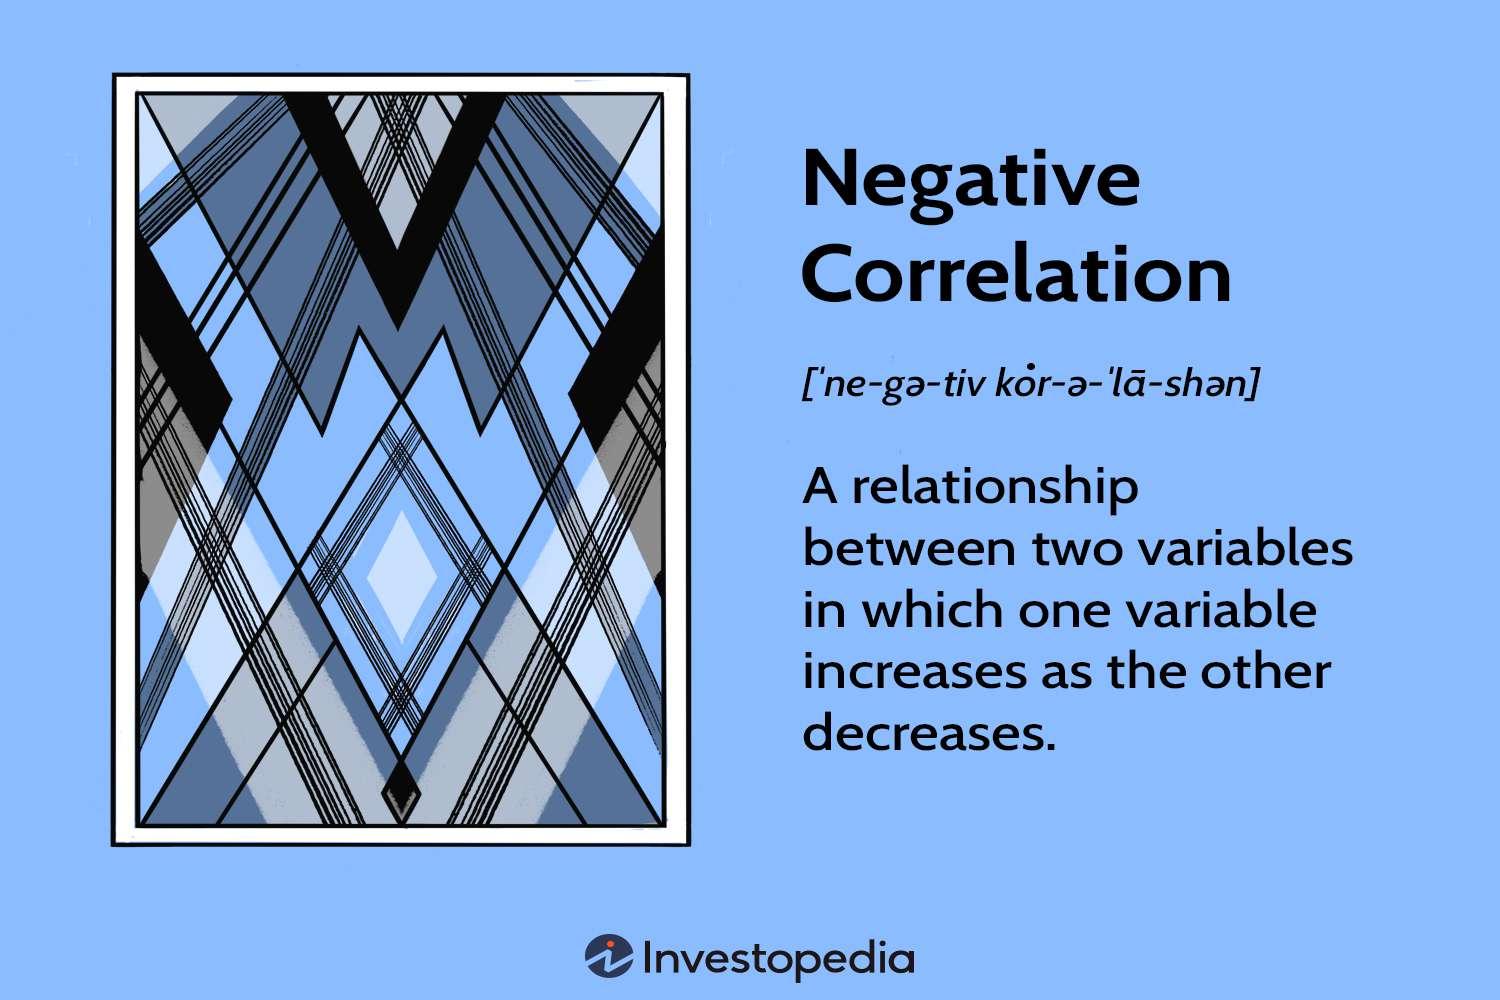 Negative
Correlation
[ˈne-gə-tiv kȯr-ə-ˈlā-shən]
A relationship
between two variables
in which one variable
increases as the other
decreases.
Investopedia